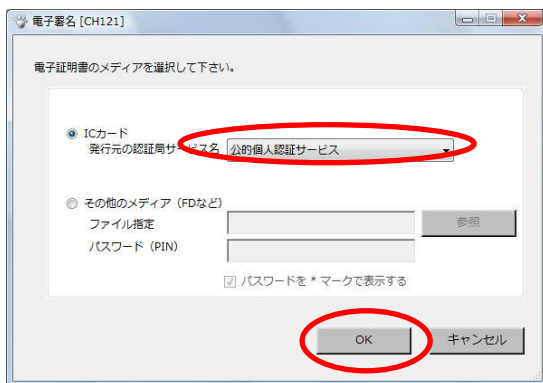 電子署名 [CH121]
電子証明書のメディアを選択して下さい。
ICカード
発行元の認証局サービス名 公的個人認証サービス
その他のメディア（FDなど）
ファイル指定 参照
パスワード（PIN）
パスワードを * マークで表示する
OK キャンセル